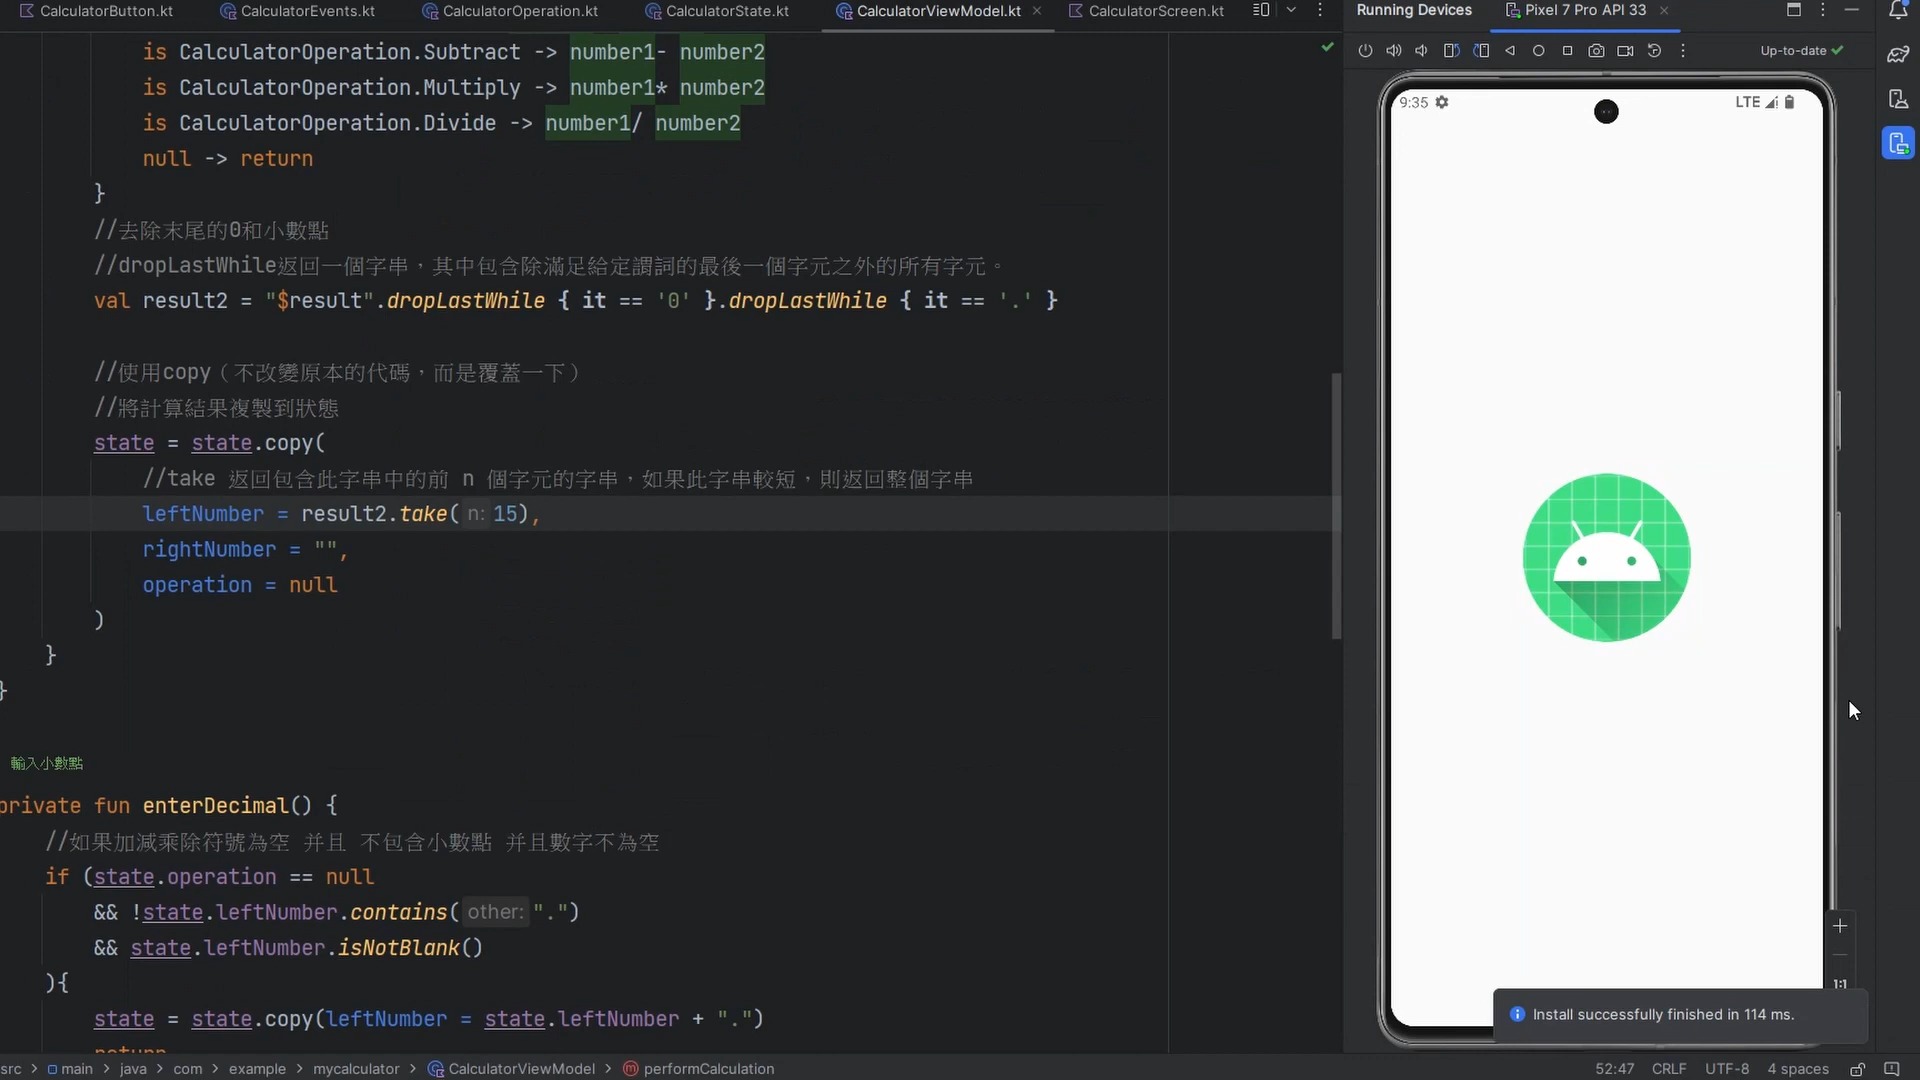 CalculatorButton.kt CalculatorEvents.kt CalculatorOperation.kt CalculatorState.kt CalculatorViewModel.kt CalculatorScreen.kt
is CalculatorOperation.Subtract -> number1- number2
is CalculatorOperation.Multiply -> number1* number2
is CalculatorOperation.Divide -> number1/ number2
null -> return
}
//去除末尾的0和小數點
//dropLastWhile返回一個字串，其中包含除滿足給定謂詞的最後一個字元之外的所有字元。
val result2 = "$result".dropLastWhile { it == '0' }.dropLastWhile { it == '.' }
//使用copy（不改變原本的代碼，而是覆蓋一下）
//將計算結果複製到狀態
state = state.copy(
//take 返回包含此字串中的前 n 個字元的字串，如果此字串較短，則返回整個字串
leftNumber = result2.take( n: 15),
rightNumber = "",
operation = null
)
}
}
輸入小數點
private fun enterDecimal() {
//如果加減乘除符號為空 并且 不包含小數點 并且數字不為空
if (state.operation == null
&& !state.leftNumber.contains( other: ".")
&& state.leftNumber.isNotBlank()
){
state = state.copy(leftNumber = state.leftNumber + ".")
return
src > main > java > com > example > mycalculator > CalculatorViewModel > performCalculation
Running Devices Pixel 7 Pro API 33
Up-to-date
9:35 LTE
1:1
Install successfully finished in 114 ms.
52:47 CRLF UTF-8 4 spaces